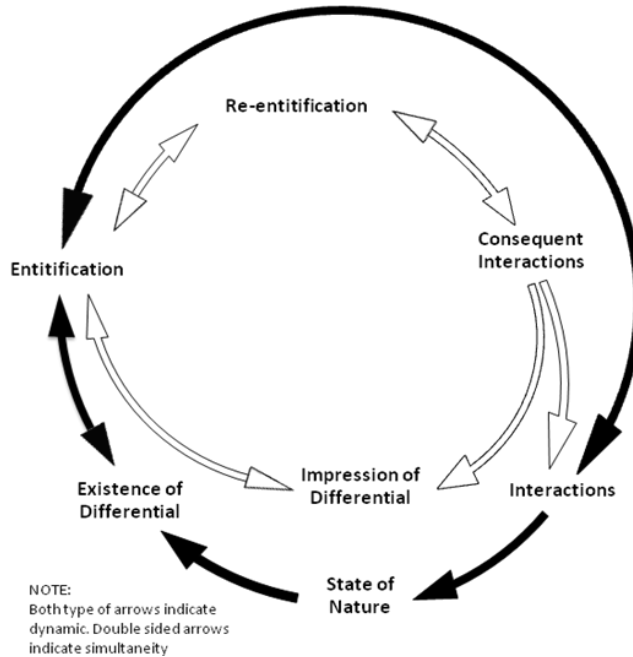 Re-entitification
Entitification
Consequent
Interactions
Existence of
Differential
Impression of
Differential
Interactions
State of
Nature
NOTE:
Both type of arrows indicate
dynamic. Double sided arrows
indicate simultaneity